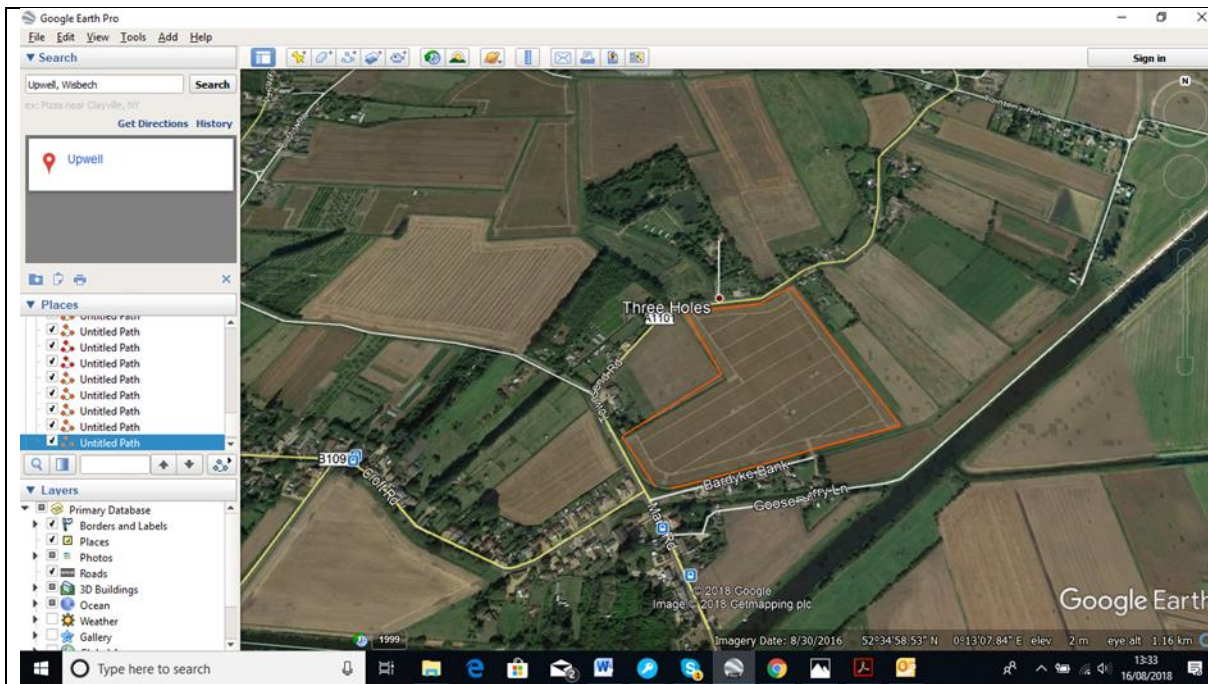 Google Earth Pro
File Edit View Tools Add Help
Search
Upwell, Wisbech
Search
ex: Pizza near Clayville, NY
Get Directions History
Upwell
Places
Untitled Path
Untitled Path
Untitled Path
Untitled Path
Untitled Path
Untitled Path
Untitled Path
Untitled Path
Untitled Path
Layers
Primary Database
Borders and Labels
Places
Photos
Roads
3D Buildings
Ocean
Weather
Gallery
Sign in
N
Three Holes
A1101
Town
B109
Croft Rd
Bardyke Bank
Main Rd
© 2018 Google
Image © 2018 Getmapping plc
Google Earth
1999
Imagery Date: 8/30/2016 52°34'58.53" N 0°13'07.84" E elev 2 m eye alt 1.16 km
Type here to search
13:33
16/08/2018